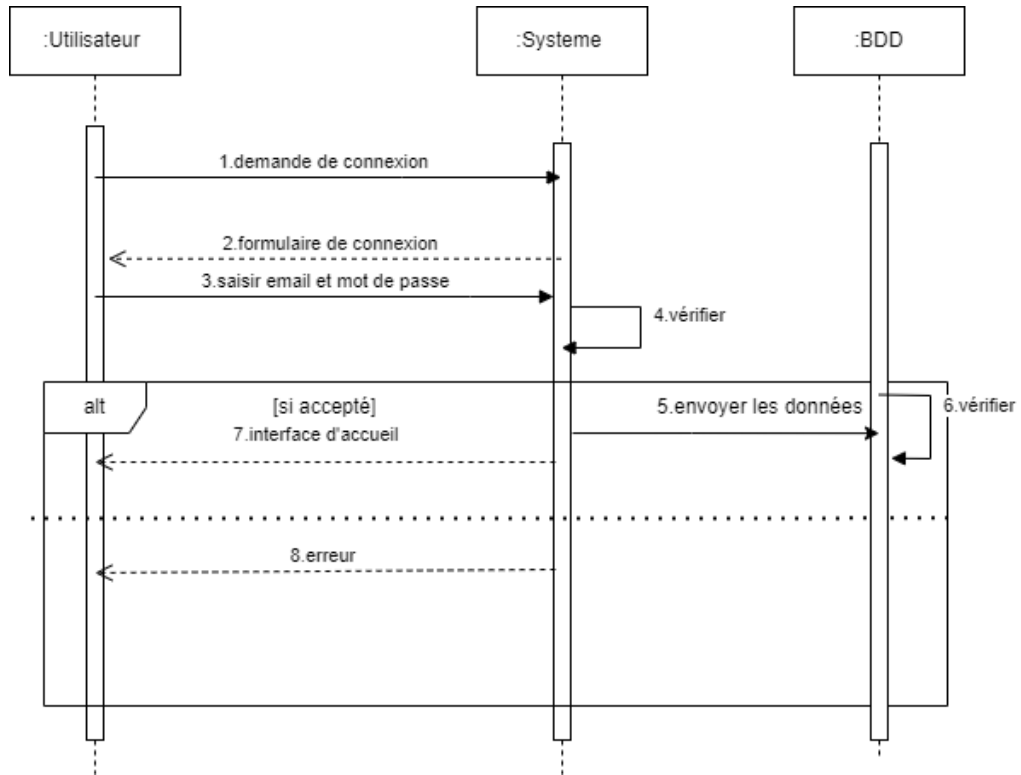 :Utilisateur
:Systeme
:BDD
1.demande de connexion
2.formulaire de connexion
3.saisir email et mot de passe
4.vérifier
alt
[si accepté]
5.envoyer les données
6.vérifier
7.interface d'accueil
8.erreur